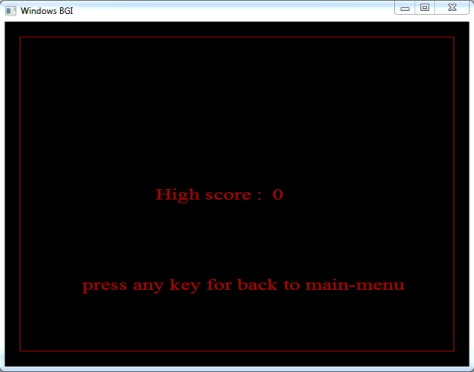 Windows BGI
High score : 0
press any key for back to main-menu